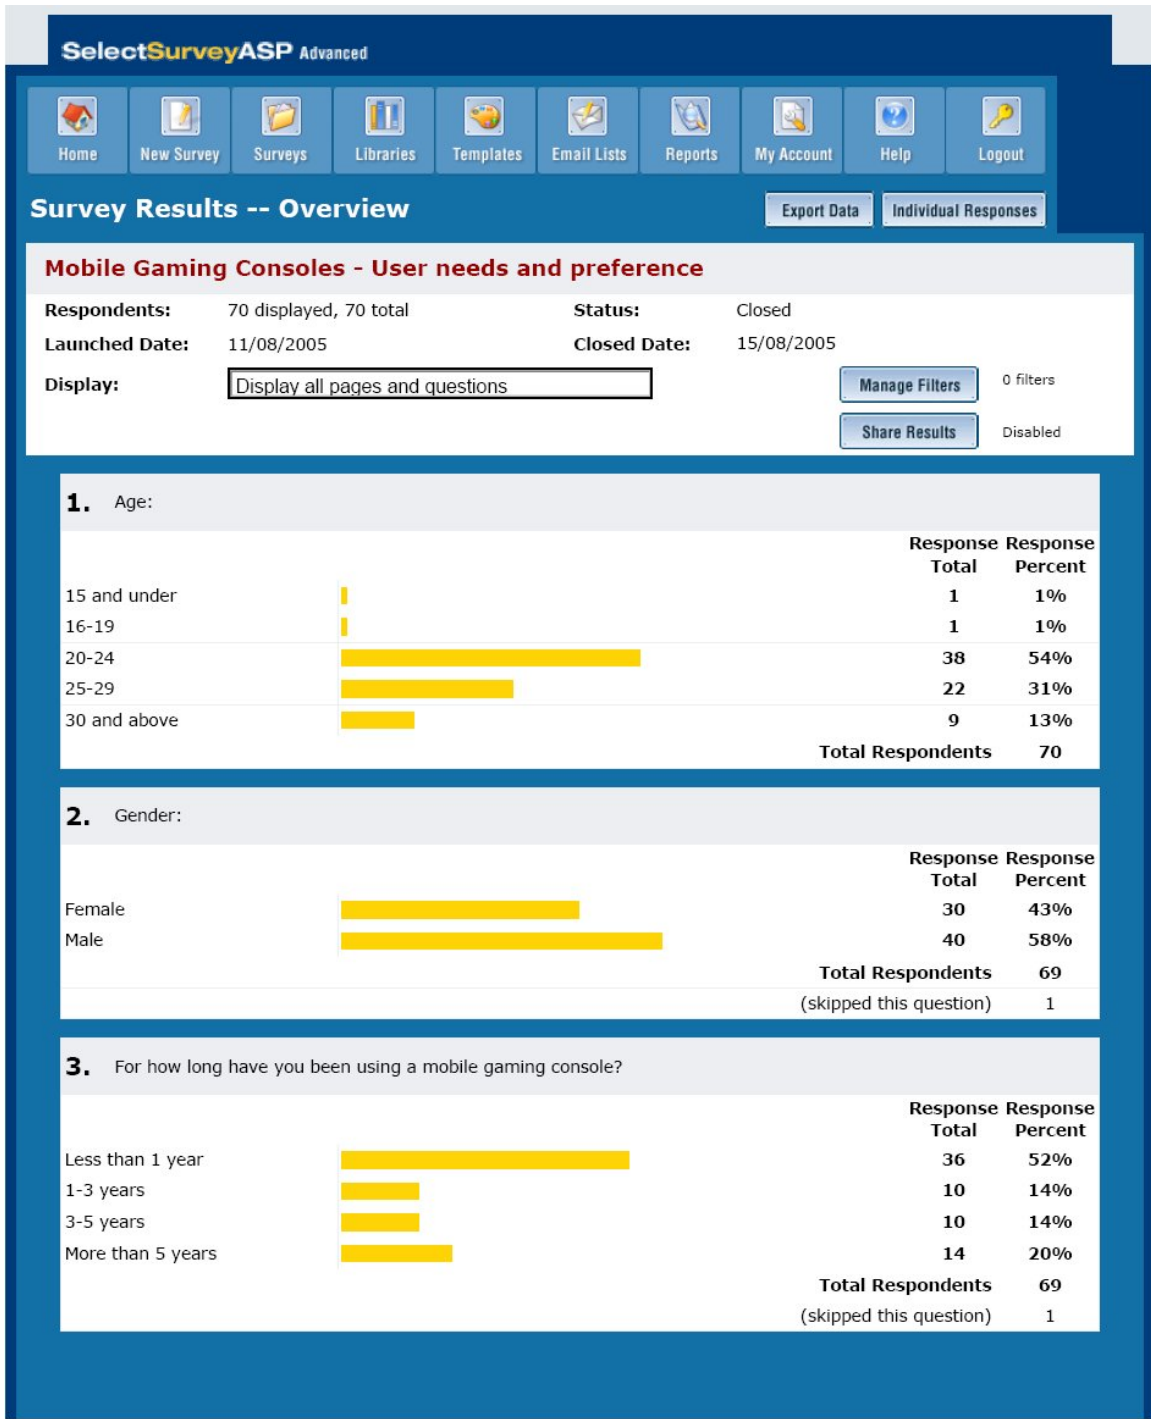 SelectSurveyASP Advanced
Home New Survey Surveys Libraries Templates Email Lists Reports My Account Help Logout
Survey Results -- Overview Export Data Individual Responses
Mobile Gaming Consoles - User needs and preference
Respondents: 70 displayed, 70 total Status: Closed
Launched Date: 11/08/2005 Closed Date: 15/08/2005
Display: Display all pages and questions Manage Filters 0 filters
Share Results Disabled
1. Age:
Response Response
Total Percent
15 and under 1 1%
16-19 1 1%
20-24 38 54%
25-29 22 31%
30 and above 9 13%
Total Respondents 70
2. Gender:
Response Response
Total Percent
Female 30 43%
Male 40 58%
Total Respondents 69
(skipped this question) 1
3. For how long have you been using a mobile gaming console?
Response Response
Total Percent
Less than 1 year 36 52%
1-3 years 10 14%
3-5 years 10 14%
More than 5 years 14 20%
Total Respondents 69
(skipped this question) 1